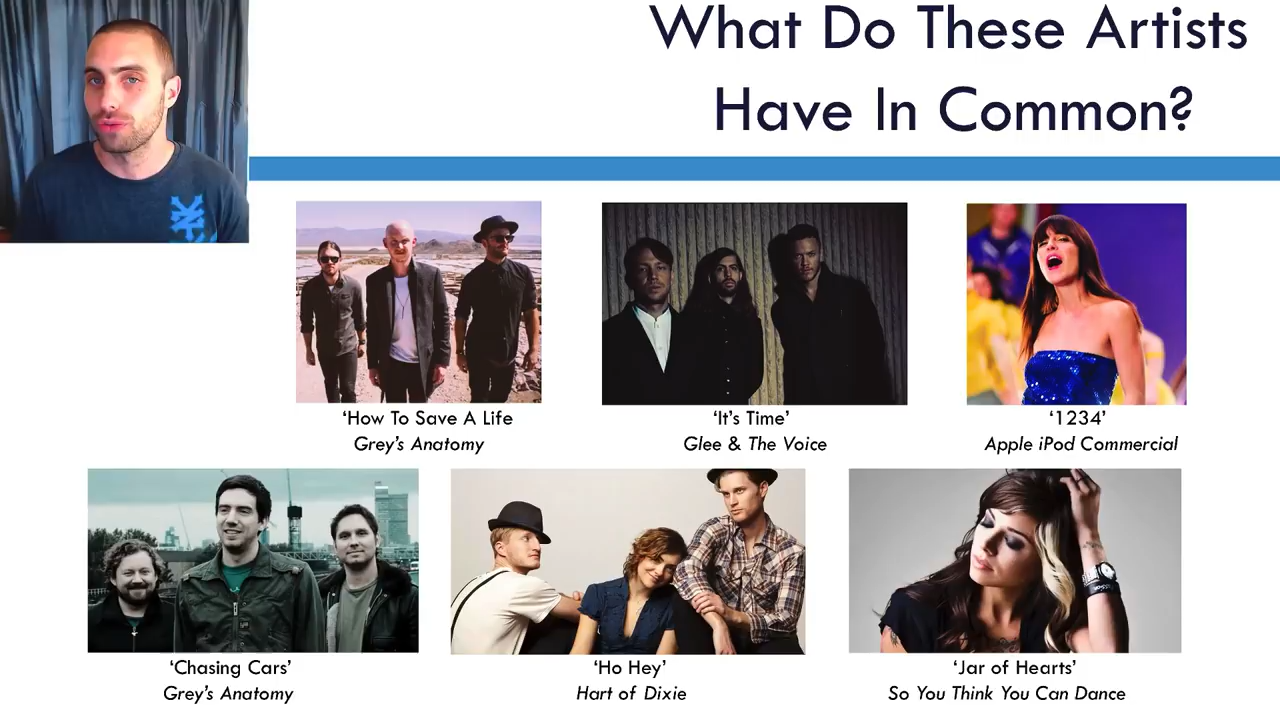 What Do These Artists
Have In Common?
‘How To Save A Life
Grey’s Anatomy
‘It’s Time’
Glee & The Voice
‘1234’
Apple iPod Commercial
‘Chasing Cars’
Grey’s Anatomy
‘Ho Hey’
Hart of Dixie
‘Jar of Hearts’
So You Think You Can Dance